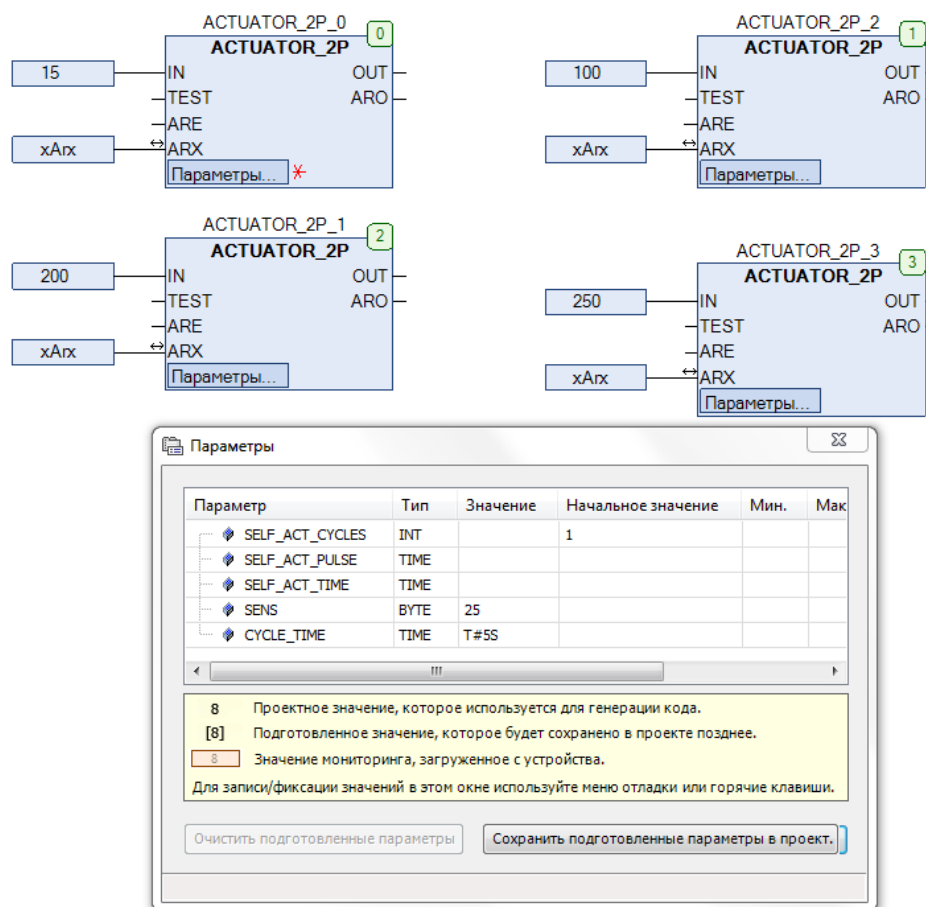 ACTUATOR_2P_0
0
ACTUATOR_2P
15
IN
OUT
TEST
ARO
ARE
xArx
ARX
Параметры...
ACTUATOR_2P_2
1
ACTUATOR_2P
100
IN
OUT
TEST
ARO
ARE
xArx
ARX
Параметры...
ACTUATOR_2P_1
2
ACTUATOR_2P
200
IN
OUT
TEST
ARO
ARE
xArx
ARX
Параметры...
ACTUATOR_2P_3
3
ACTUATOR_2P
250
IN
OUT
TEST
ARO
ARE
xArx
ARX
Параметры...
Параметры
Параметр Тип Значение Начальное значение Мин. Мак
SELF_ACT_CYCLES INT 1
SELF_ACT_PULSE TIME
SELF_ACT_TIME TIME
SENS BYTE 25
CYCLE_TIME TIME T#5S
8 Проектное значение, которое используется для генерации кода.
[8] Подготовленное значение, которое будет сохранено в проекте позднее.
8 Значение мониторинга, загруженное с устройства.
Для записи/фиксации значений в этом окне используйте меню отладки или горячие клавиши.
Очистить подготовленные параметры Сохранить подготовленные параметры в проект.